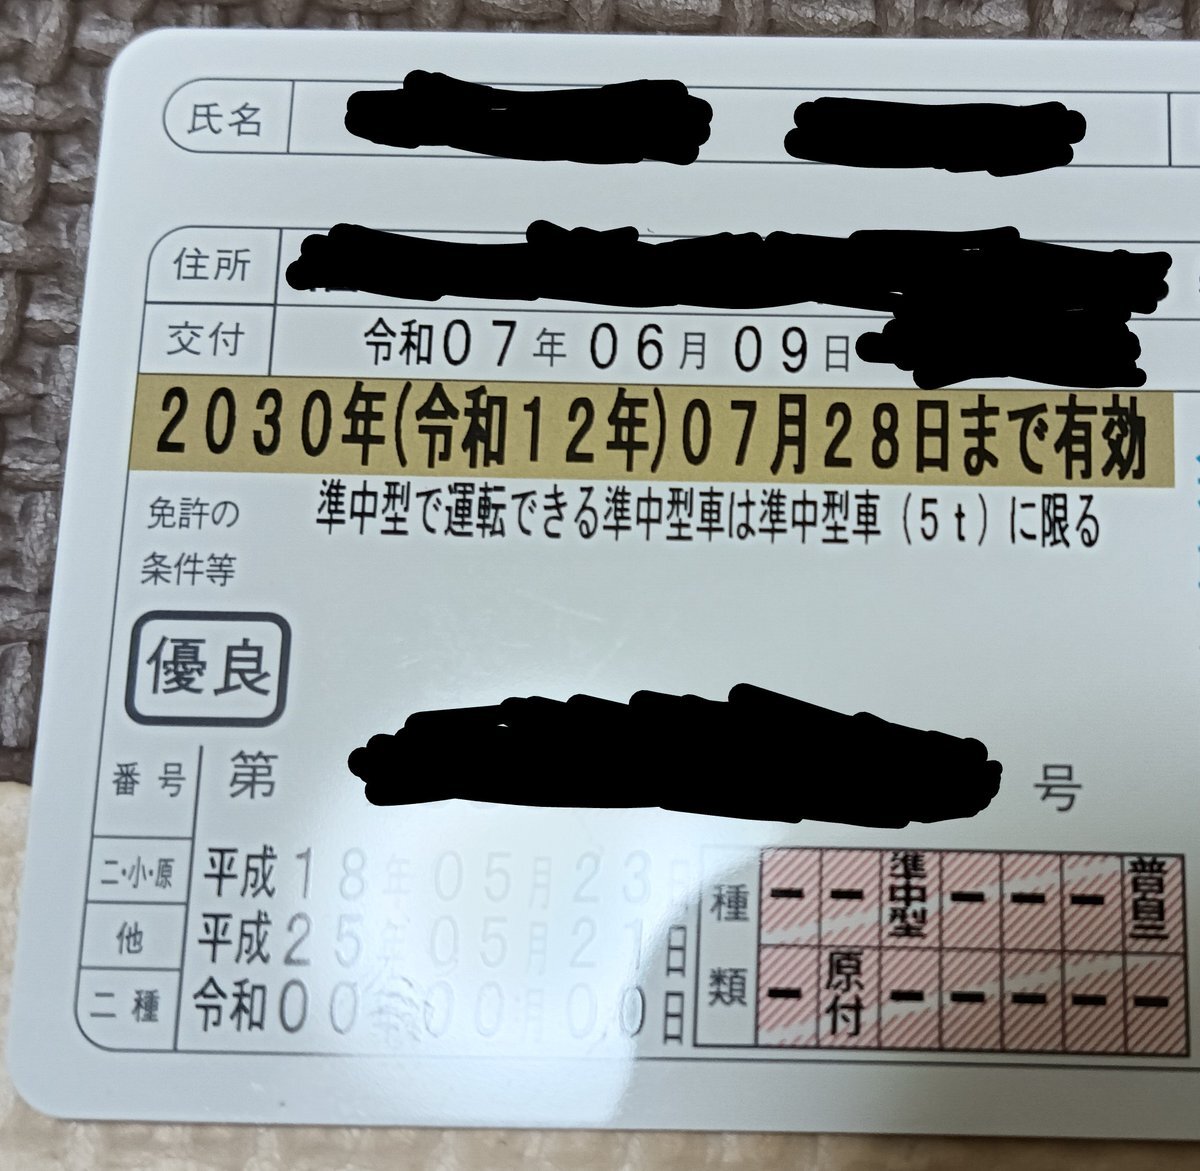 氏名
住所
交付 令和07年06月09日
2030年(令和12年)07月28日まで有効
免許の
条件等
準中型で運転できる準中型車は準中型車(5t)に限る
優良
番号 第 号
二・小・原 平成18年05月23日
他 平成25年05月21日
二種 令和00年00月00日
種類
－ － 準中型 － － － 普自二
－ 原付 － － － － －